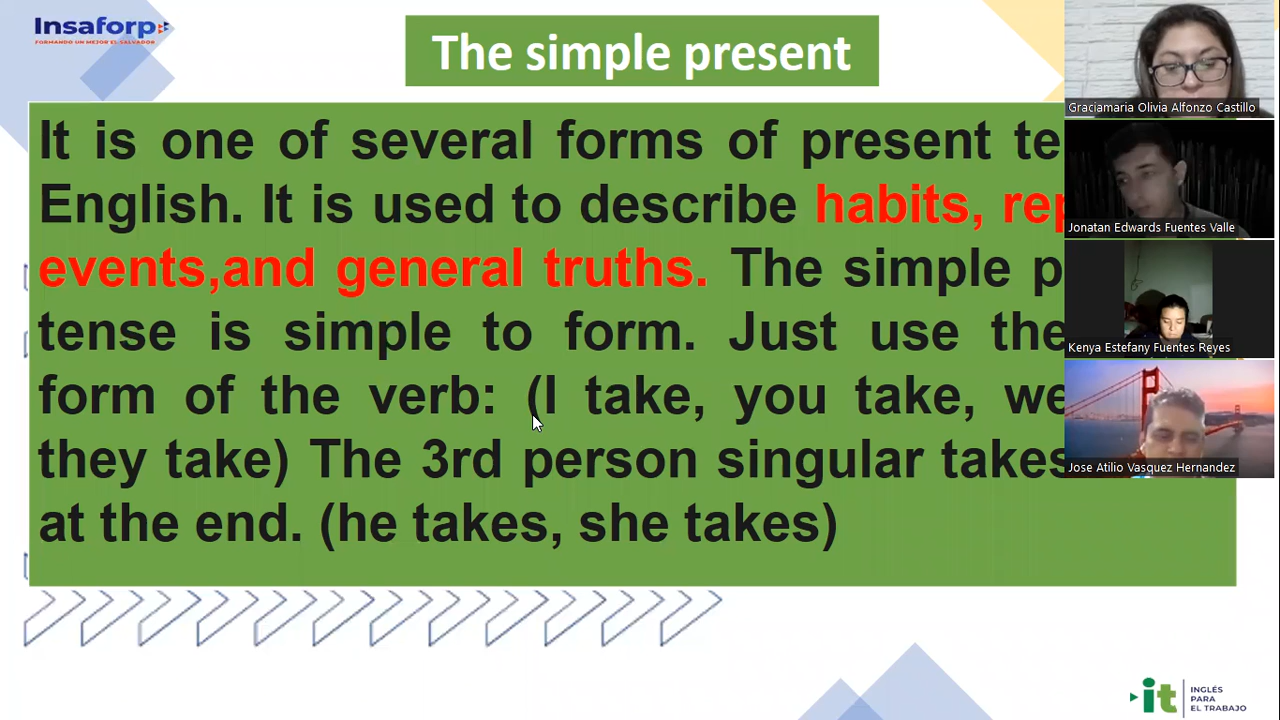 Insaforp
FORMANDO UN MEJOR EL SALVADOR
The simple present
It is one of several forms of present te
English. It is used to describe habits, rep
events,and general truths. The simple p
tense is simple to form. Just use the
form of the verb: (I take, you take, we
they take) The 3rd person singular takes
at the end. (he takes, she takes)
Graciamaria Olivia Alfonzo Castillo
Jonatan Edwards Fuentes Valle
Kenya Estefany Fuentes Reyes
Jose Atilio Vasquez Hernandez
it
INGLÉS
PARA
EL TRABAJO